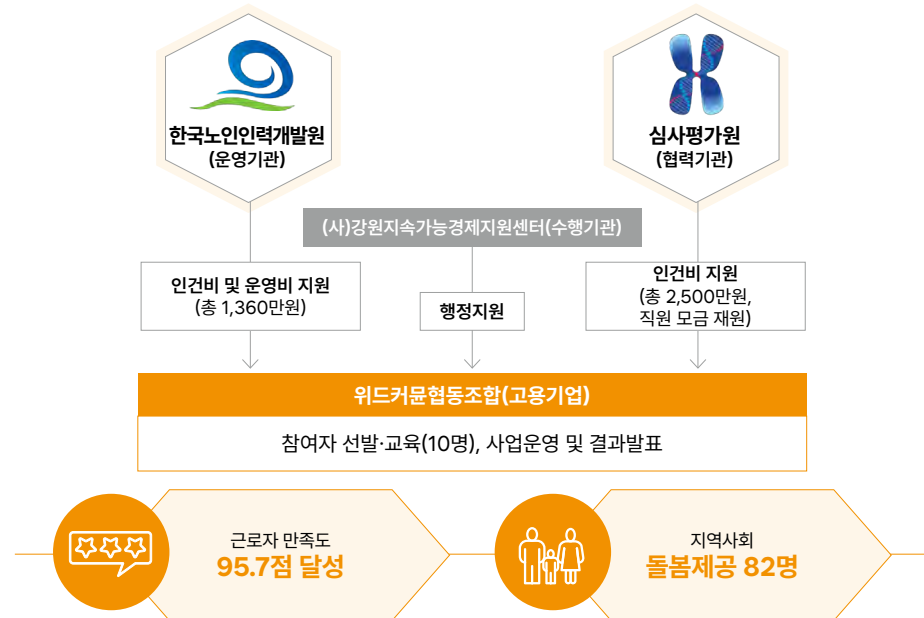 한국노인인력개발원
(운영기관)
심사평가원
(협력기관)
(사)강원지속가능경제지원센터(수행기관)
인건비 및 운영비 지원
(총 1,360만원)
행정지원
인건비 지원
(총 2,500만원,
직원 모금 재원)
위드커뮨협동조합(고용기업)
참여자 선발·교육(10명), 사업운영 및 결과발표
근로자 만족도
95.7점 달성
지역사회
돌봄제공 82명